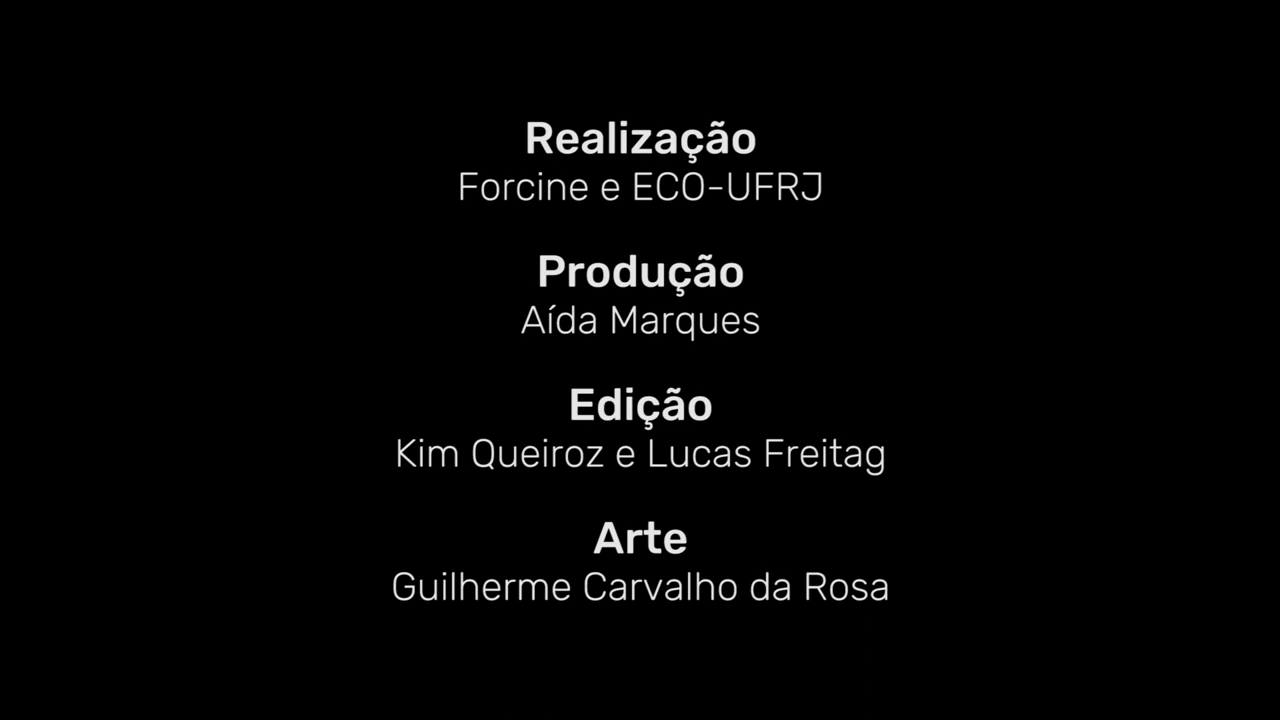 Realização
Forcine e ECO-UFRJ
Produção
Aída Marques
Edição
Kim Queiroz e Lucas Freitag
Arte
Guilherme Carvalho da Rosa